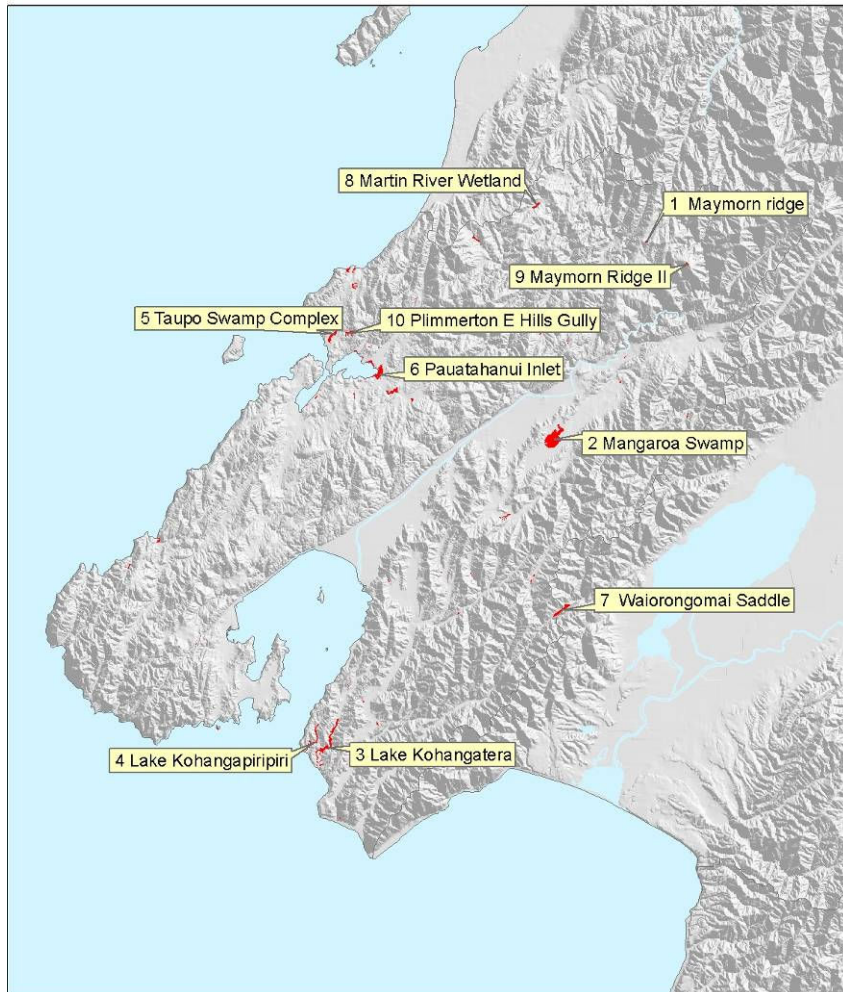 8 Martin River Wetland
1 Maymorn ridge
9 Maymorn Ridge II
5 Taupo Swamp Complex
10 Plimmerton E Hills Gully
6 Pauatahanui Inlet
2 Mangaroa Swamp
7 Waiorongomai Saddle
4 Lake Kohangapiripiri
3 Lake Kohangatera